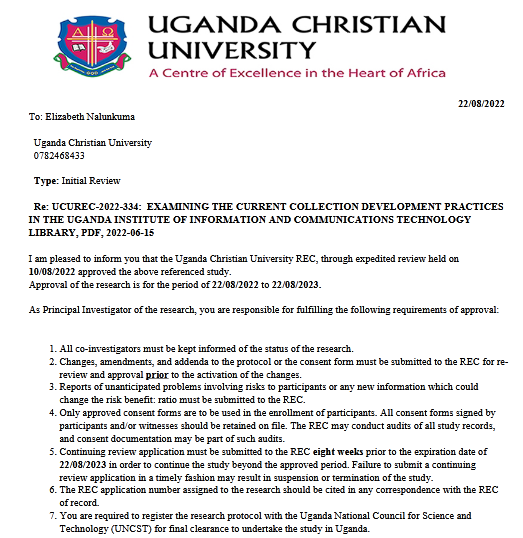 UGANDA CHRISTIAN
UNIVERSITY
A Centre of Excellence in the Heart of Africa
22/08/2022
To: Elizabeth Nalunkuma
Uganda Christian University
0782468433
Type: Initial Review
Re: UCUREC-2022-334: EXAMINING THE CURRENT COLLECTION DEVELOPMENT PRACTICES
IN THE UGANDA INSTITUTE OF INFORMATION AND COMMUNICATIONS TECHNOLOGY
LIBRARY, PDF, 2022-06-15
I am pleased to inform you that the Uganda Christian University REC, through expedited review held on
10/08/2022 approved the above referenced study.
Approval of the research is for the period of 22/08/2022 to 22/08/2023.
As Principal Investigator of the research, you are responsible for fulfilling the following requirements of approval:
1. All co-investigators must be kept informed of the status of the research.
2. Changes, amendments, and addenda to the protocol or the consent form must be submitted to the REC for re-
review and approval prior to the activation of the changes.
3. Reports of unanticipated problems involving risks to participants or any new information which could
change the risk benefit: ratio must be submitted to the REC.
4. Only approved consent forms are to be used in the enrollment of participants. All consent forms signed by
participants and/or witnesses should be retained on file. The REC may conduct audits of all study records,
and consent documentation may be part of such audits.
5. Continuing review application must be submitted to the REC eight weeks prior to the expiration date of
22/08/2023 in order to continue the study beyond the approved period. Failure to submit a continuing
review application in a timely fashion may result in suspension or termination of the study.
6. The REC application number assigned to the research should be cited in any correspondence with the REC
of record.
7. You are required to register the research protocol with the Uganda National Council for Science and
Technology (UNCST) for final clearance to undertake the study in Uganda.